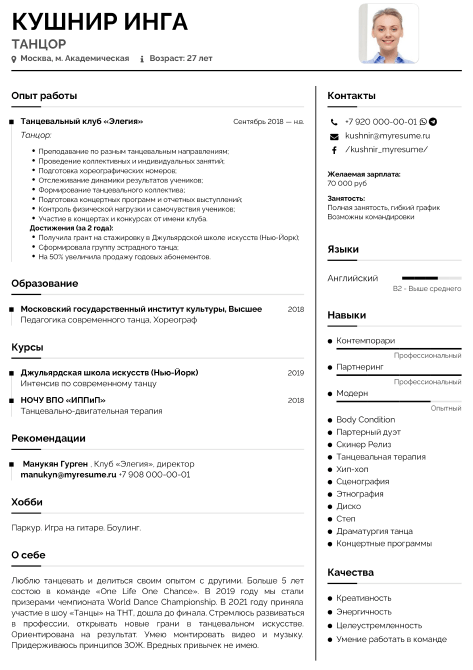 КУШНИР ИНГА
ТАНЦОР
Москва, м. Академическая Возраст: 27 лет
Опыт работы
Танцевальный клуб «Элегия» Сентябрь 2018 — н.в.
Танцор:
Преподавание по разным танцевальным направлениям;
Проведение коллективных и индивидуальных занятий;
Подготовка хореографических номеров;
Отслеживание динамики результатов учеников;
Формирование танцевального коллектива;
Подготовка концертных программ и отчетных выступлений;
Контроль физической нагрузки и самочувствия учеников;
Участие в концертах и конкурсах от имени клуба.
Достижения (за 2 года):
Получила грант на стажировку в Джульярдской школе искусств (Нью-Йорк);
Сформировала группу эстрадного танца;
На 50% увеличила продажу годовых абонементов.
Образование
Московский государственный институт культуры, Высшее 2018
Педагогика современного танца, Хореограф
Курсы
Джульярдская школа искусств (Нью-Йорк) 2019
Интенсив по современному танцу
НОЧУ ВПО «ИППиП» 2018
Танцевально-двигательная терапия
Рекомендации
Манукян Гурген , Клуб «Элегия», директор
manukyn@myresume.ru +7 908 000-00-01
Хобби
Паркур. Игра на гитаре. Боулинг.
О себе
Люблю танцевать и делиться своим опытом с другими. Больше 5 лет
состою в команде «One Life One Chance». В 2019 году мы стали
призерами чемпионата World Dance Championship. В 2021 году приняла
участие в шоу «Танцы» на ТНТ, дошла до финала. Стремлюсь развиваться
в профессии, открывать новые грани в танцевальном искусстве.
Ориентирована на результат. Умею монтировать видео и музыку.
Придерживаюсь принципов ЗОЖ. Вредных привычек не имею.
Контакты
+7 920 000-00-01
kushnir@myresume.ru
/kushnir_myresume/
Желаемая зарплата:
70 000 руб
Занятость:
Полная занятость, гибкий график
Возможны командировки
Языки
Английский
B2 - Выше среднего
Навыки
Контемпорари
Профессиональный
Партнеринг
Профессиональный
Модерн
Опытный
Body Condition
Партерный дуэт
Скинер Релиз
Танцевальная терапия
Хип-хоп
Сценография
Этнография
Диско
Степ
Драматургия танца
Концертные программы
Качества
Креативность
Энергичность
Целеустремленность
Умение работать в команде